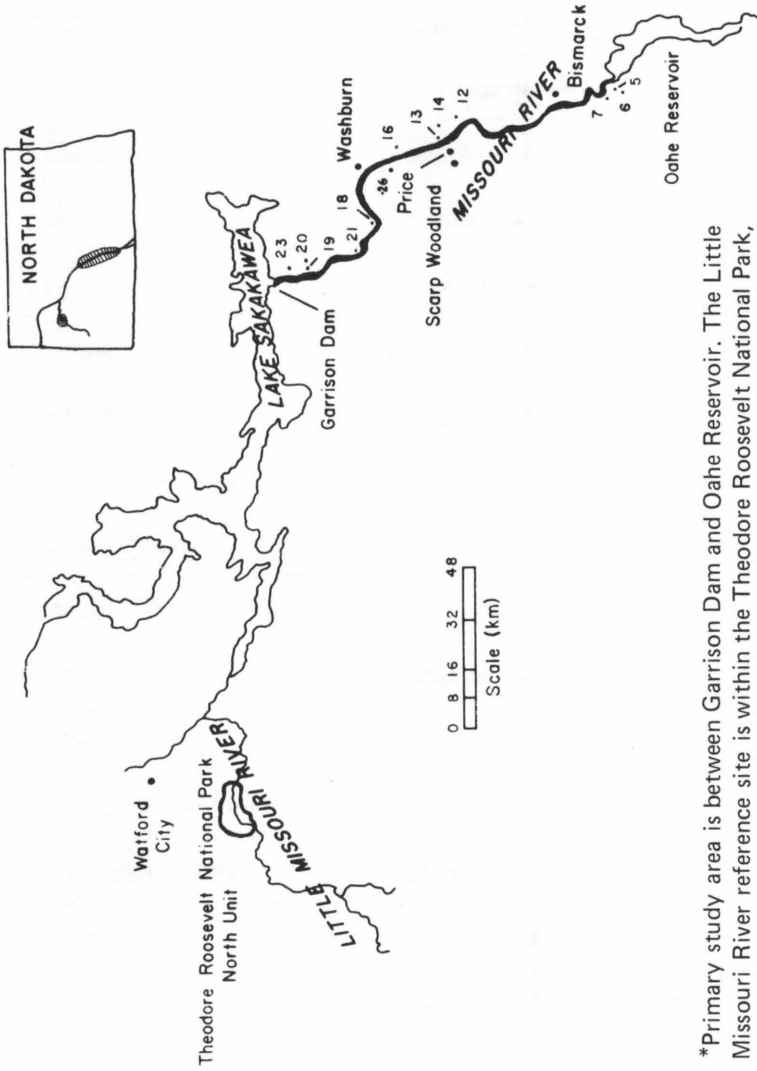 NORTH DAKOTA
Watford
City
Theodore Roosevelt National Park
North Unit
LITTLE MISSOURI RIVER
LAKE SAKAKAWEA
Garrison Dam
23
20
19
21
18
Washburn
16
26
13
14
12
Price
Scarp Woodland
MISSOURI RIVER
Bismarck
7
6
5
Oahe Reservoir
0 8 16 32 48
Scale (km)
*Primary study area is between Garrison Dam and Oahe Reservoir. The Little
Missouri River reference site is within the Theodore Roosevelt National Park,